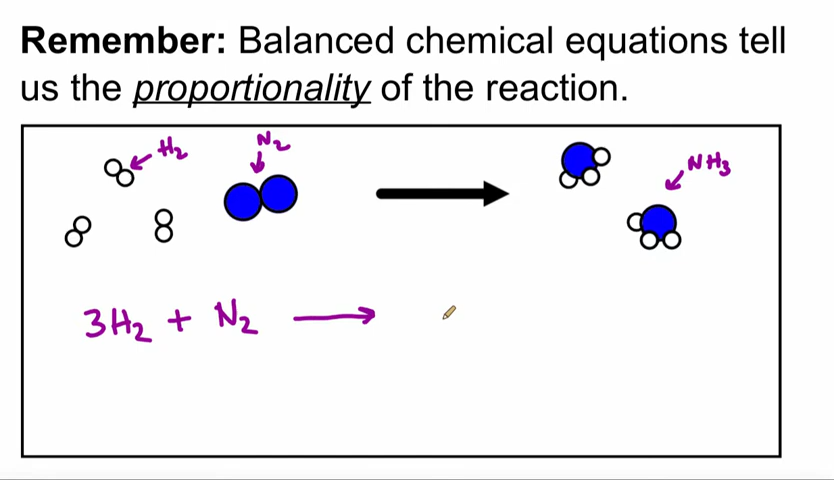 Remember: Balanced chemical equations tell
us the proportionality of the reaction.
H₂
N₂
NH₃
3H₂ + N₂ ⟶